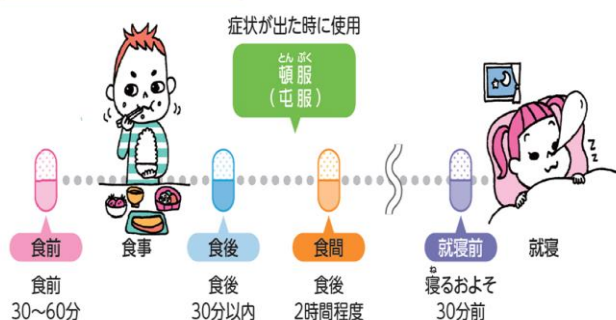 症状が出た時に使用
とん ぷく
頓服
(屯服)
食前
食事
食後
食間
就寝前
就寝
食前
30〜60分
食後
30分以内
食後
2時間程度
ね
寝るおよそ
30分前
z z z